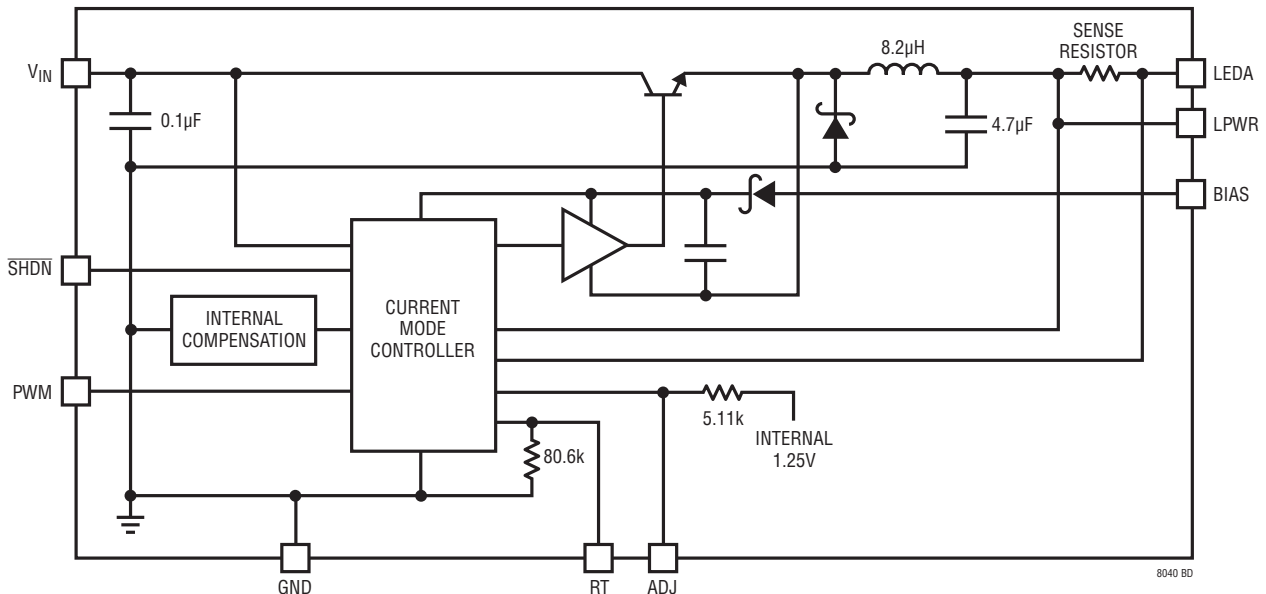 SENSE
RESISTOR
8.2µH
VIN
LEDA
0.1µF
4.7µF
LPWR
BIAS
SHDN
CURRENT
MODE
CONTROLLER
INTERNAL
COMPENSATION
PWM
5.11k
INTERNAL
1.25V
80.6k
GND
RT
ADJ
8040 BD